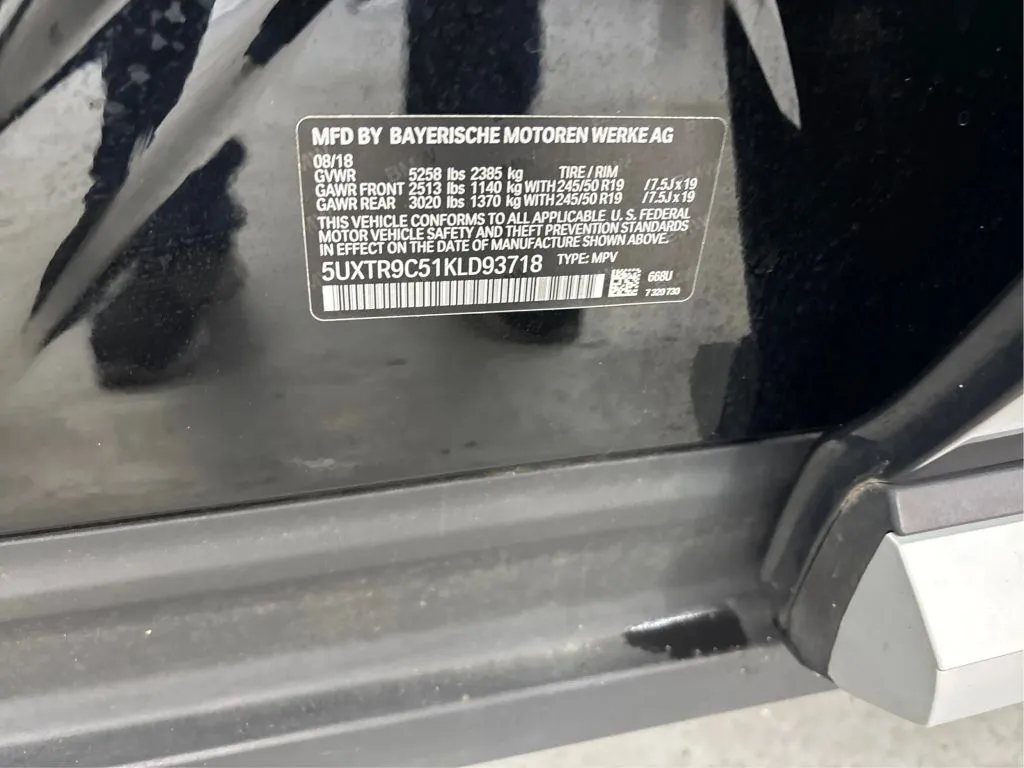 MFD BY BAYERISCHE MOTOREN WERKE AG
08/18
GVWR 5258 lbs 2385 kg TIRE / RIM
GAWR FRONT 2513 lbs 1140 kg WITH 245/50 R19 /7.5J x 19
GAWR REAR 3020 lbs 1370 kg WITH 245/50 R19 /7.5J x 19
THIS VEHICLE CONFORMS TO ALL APPLICABLE U. S. FEDERAL
MOTOR VEHICLE SAFETY AND THEFT PREVENTION STANDARDS
IN EFFECT ON THE DATE OF MANUFACTURE SHOWN ABOVE.
5UXTR9C51KLD93718 TYPE: MPV
668U
7 320 730